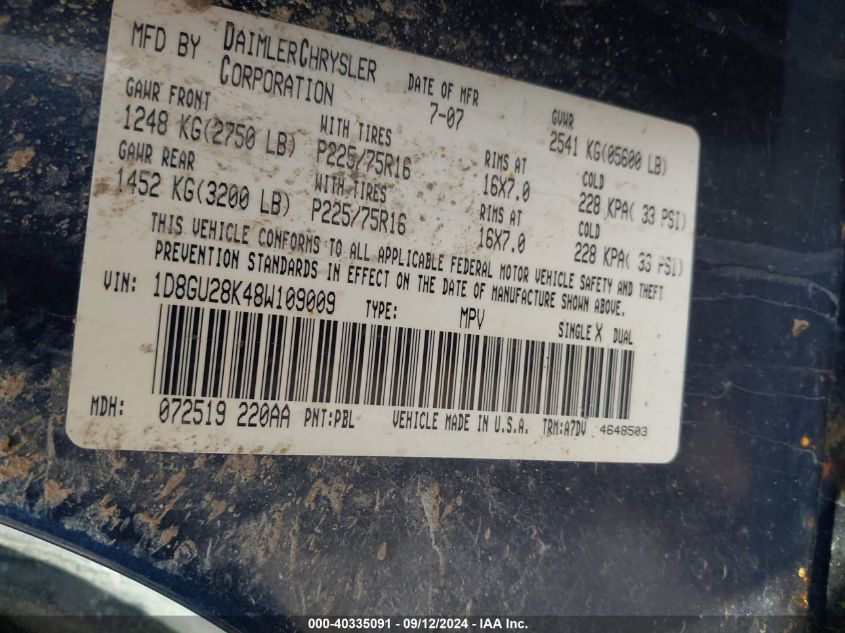 MFD BY DAIMLERCHRYSLER CORPORATION DATE OF MFR 7-07 GVWR 2541 KG(05600 LB)
GAWR FRONT 1248 KG(2750 LB) WITH TIRES P225/75R16 RIMS AT 16X7.0 COLD 228 KPA( 33 PSI)
GAWR REAR 1452 KG(3200 LB) WITH TIRES P225/75R16 RIMS AT 16X7.0 COLD 228 KPA( 33 PSI)
THIS VEHICLE CONFORMS TO ALL APPLICABLE FEDERAL MOTOR VEHICLE SAFETY AND THEFT
PREVENTION STANDARDS IN EFFECT ON THE DATE OF MANUFACTURE SHOWN ABOVE.
VIN: 1D8GU28K48W109009 TYPE: MPV SINGLE X DUAL
MDH: 072519 220AA PNT:PBL VEHICLE MADE IN U.S.A. TRM:A7DV 4648503
000-40335091 - 09/12/2024 - IAA Inc.